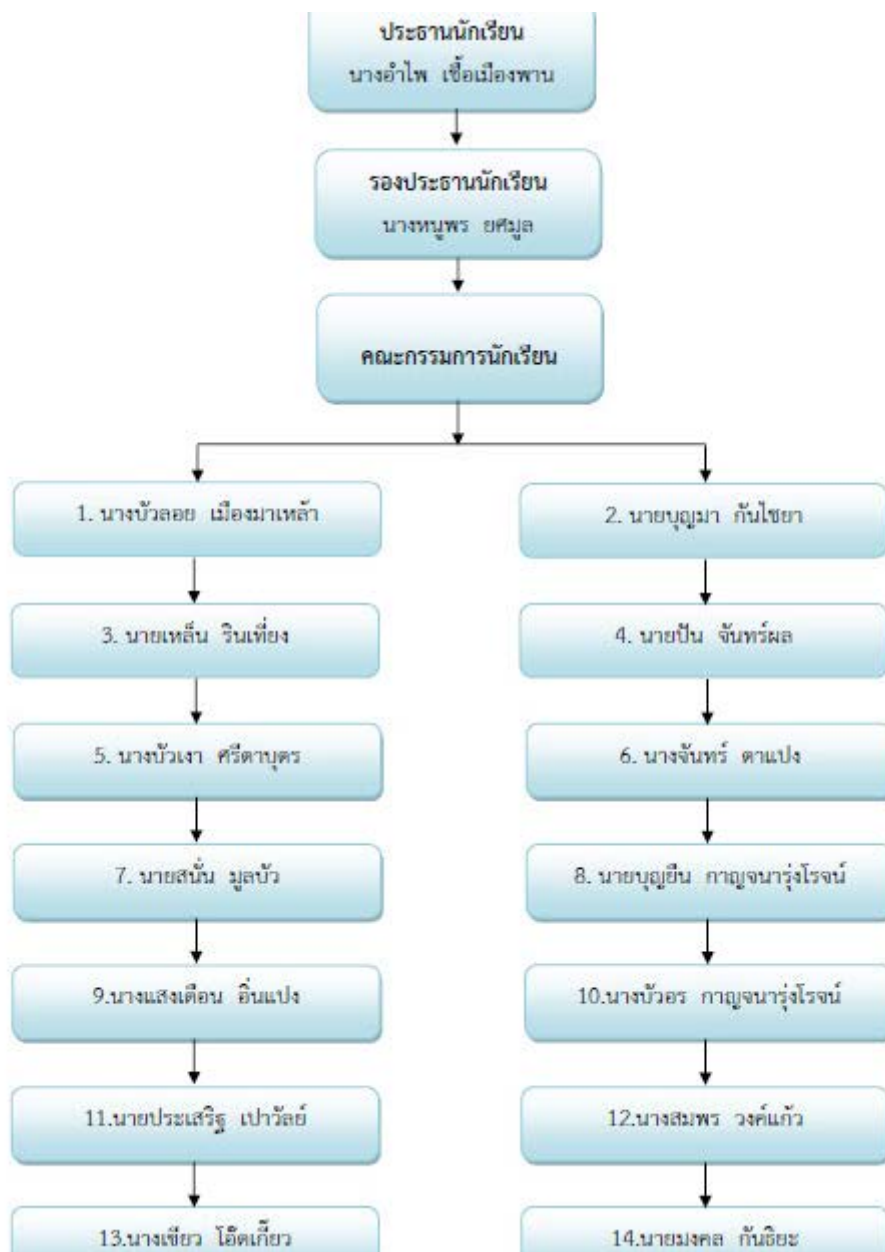 ประธานนักเรียน
นางอำไพ เชื้อเมืองพาน
รองประธานนักเรียน
นางหนูพร ยศมูล
คณะกรรมการนักเรียน
1. นางบัวลอย เมืองมาเหล้า
2. นายบุญมา กันไชยา
3. นายเหล็น รินเที่ยง
4. นายปัน จันทร์ผล
5. นางบัวเงา ศรีดาบุตร
6. นางจันทร์ ตาแปง
7. นายสนั่น มูลบัว
8. นายบุญยืน กาญจนารุ่งโรจน์
9.นางแสงเดือน อิ่นแปง
10.นางบัวอร กาญจนารุ่งโรจน์
11.นายประเสริฐ เปาวัลย์
12.นางสมพร วงค์แก้ว
13.นางเขียว โอ๊ดเกี๊ยว
14.นายมงคล กันธิยะ